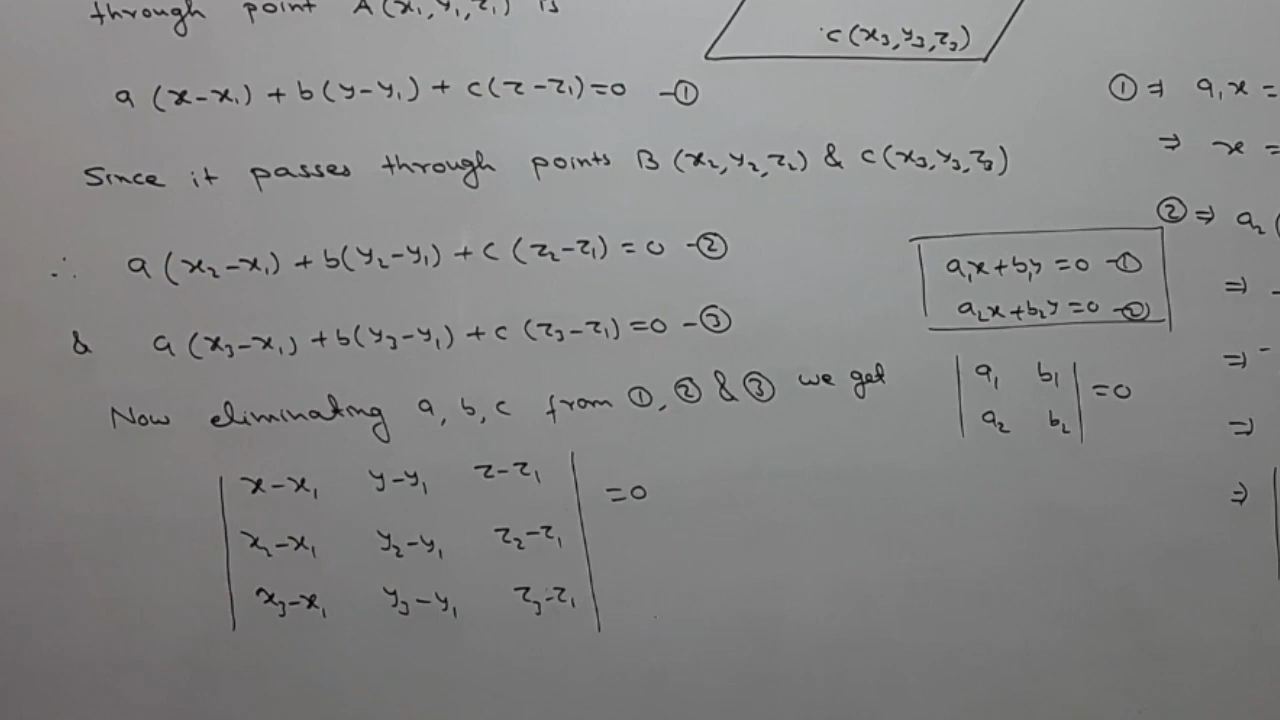 through point A(x₁, y₁, z₁) is
C(x₃, y₃, z₃)
a (x-x₁) + b(y-y₁) + c(z-z₁)=0 -①
Since it passes through points B (x₂, y₂, z₂) & C(x₃, y₃, z₃)
∴ a (x₂-x₁) + b(y₂-y₁) + c (z₂-z₁) = 0 -②
& a (x₃-x₁) + b(y₃-y₁) + c (z₃-z₁) =0 -③
Now eliminating a, b, c from ①, ② & ③ we get
| x-x₁ y-y₁ z-z₁ | =0
| x₂-x₁ y₂-y₁ z₂-z₁ |
| x₃-x₁ y₃-y₁ z₃-z₁ |
a₁x+b₁y =0 -①
a₂x+b₂y=0 -②
| a₁ b₁ | =0
| a₂ b₂ |
① ⇒ a₁x =
⇒ x =
② ⇒ a₂ (
⇒ -
⇒ -
⇒
⇒ |